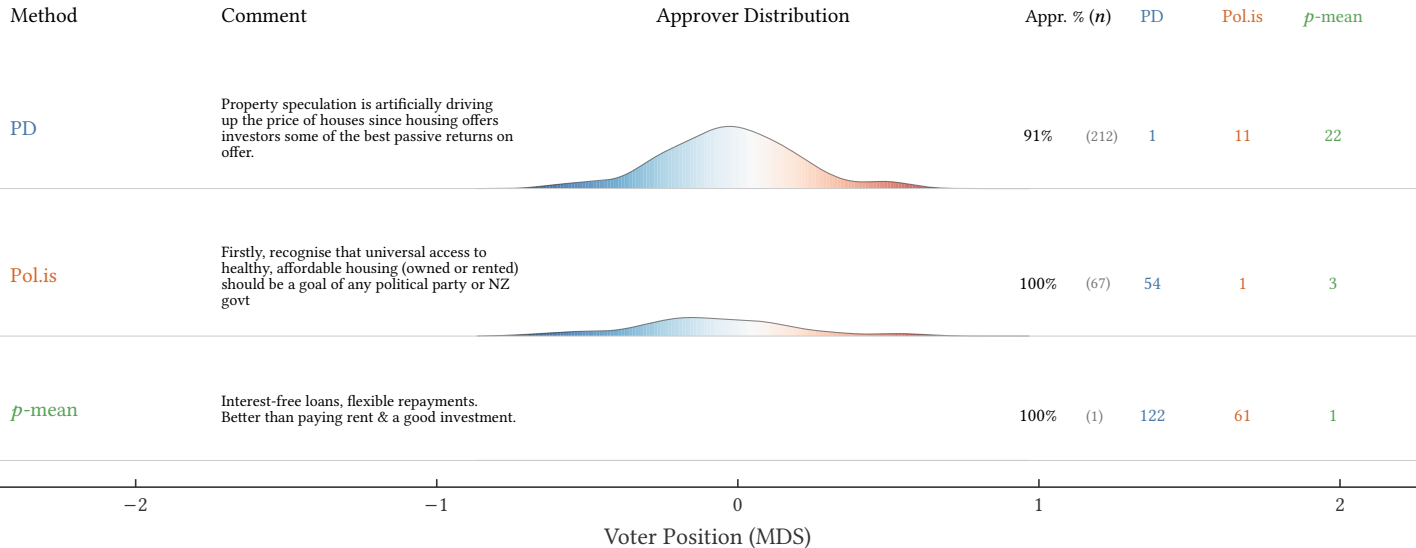 Method Comment Approver Distribution Appr. % (n) PD Pol.is p-mean
Property speculation is artificially driving
up the price of houses since housing offers
PD investors some of the best passive returns on 91% (212) 1 11 22
offer.
Firstly, recognise that universal access to
healthy, affordable housing (owned or rented)
Pol.is should be a goal of any political party or NZ 100% (67) 54 1 3
govt
Interest-free loans, flexible repayments.
p-mean Better than paying rent & a good investment. 100% (1) 122 61 1
−2 −1 0 1 2
Voter Position (MDS)